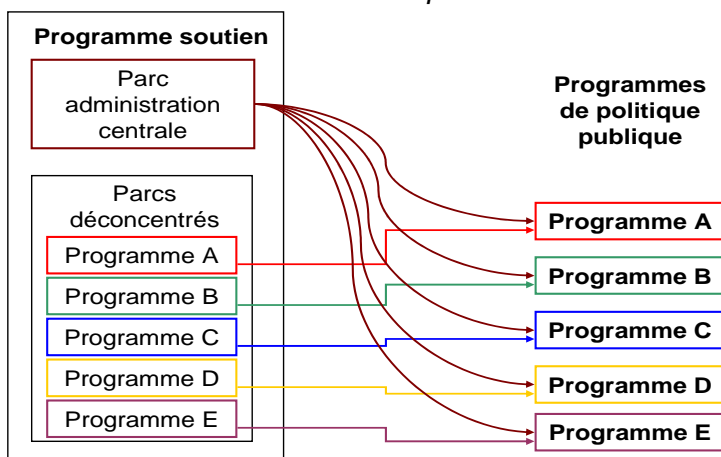 Programme soutien
Parc
administration
centrale
Parcs
déconcentrés
Programme A
Programme B
Programme C
Programme D
Programme E
Programmes
de politique
publique
Programme A
Programme B
Programme C
Programme D
Programme E